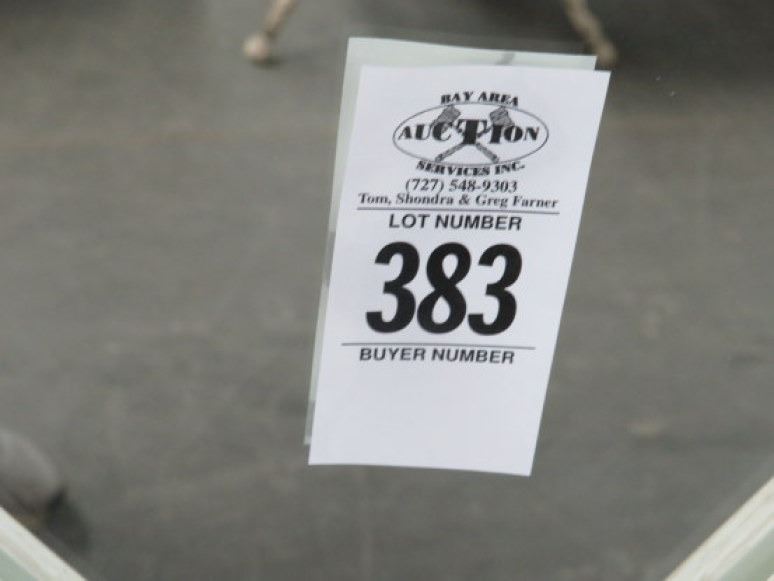 BAY AREA
AUCTION
SERVICES INC.
(727) 548-9303
Tom, Shondra & Greg Farner
LOT NUMBER
383
BUYER NUMBER